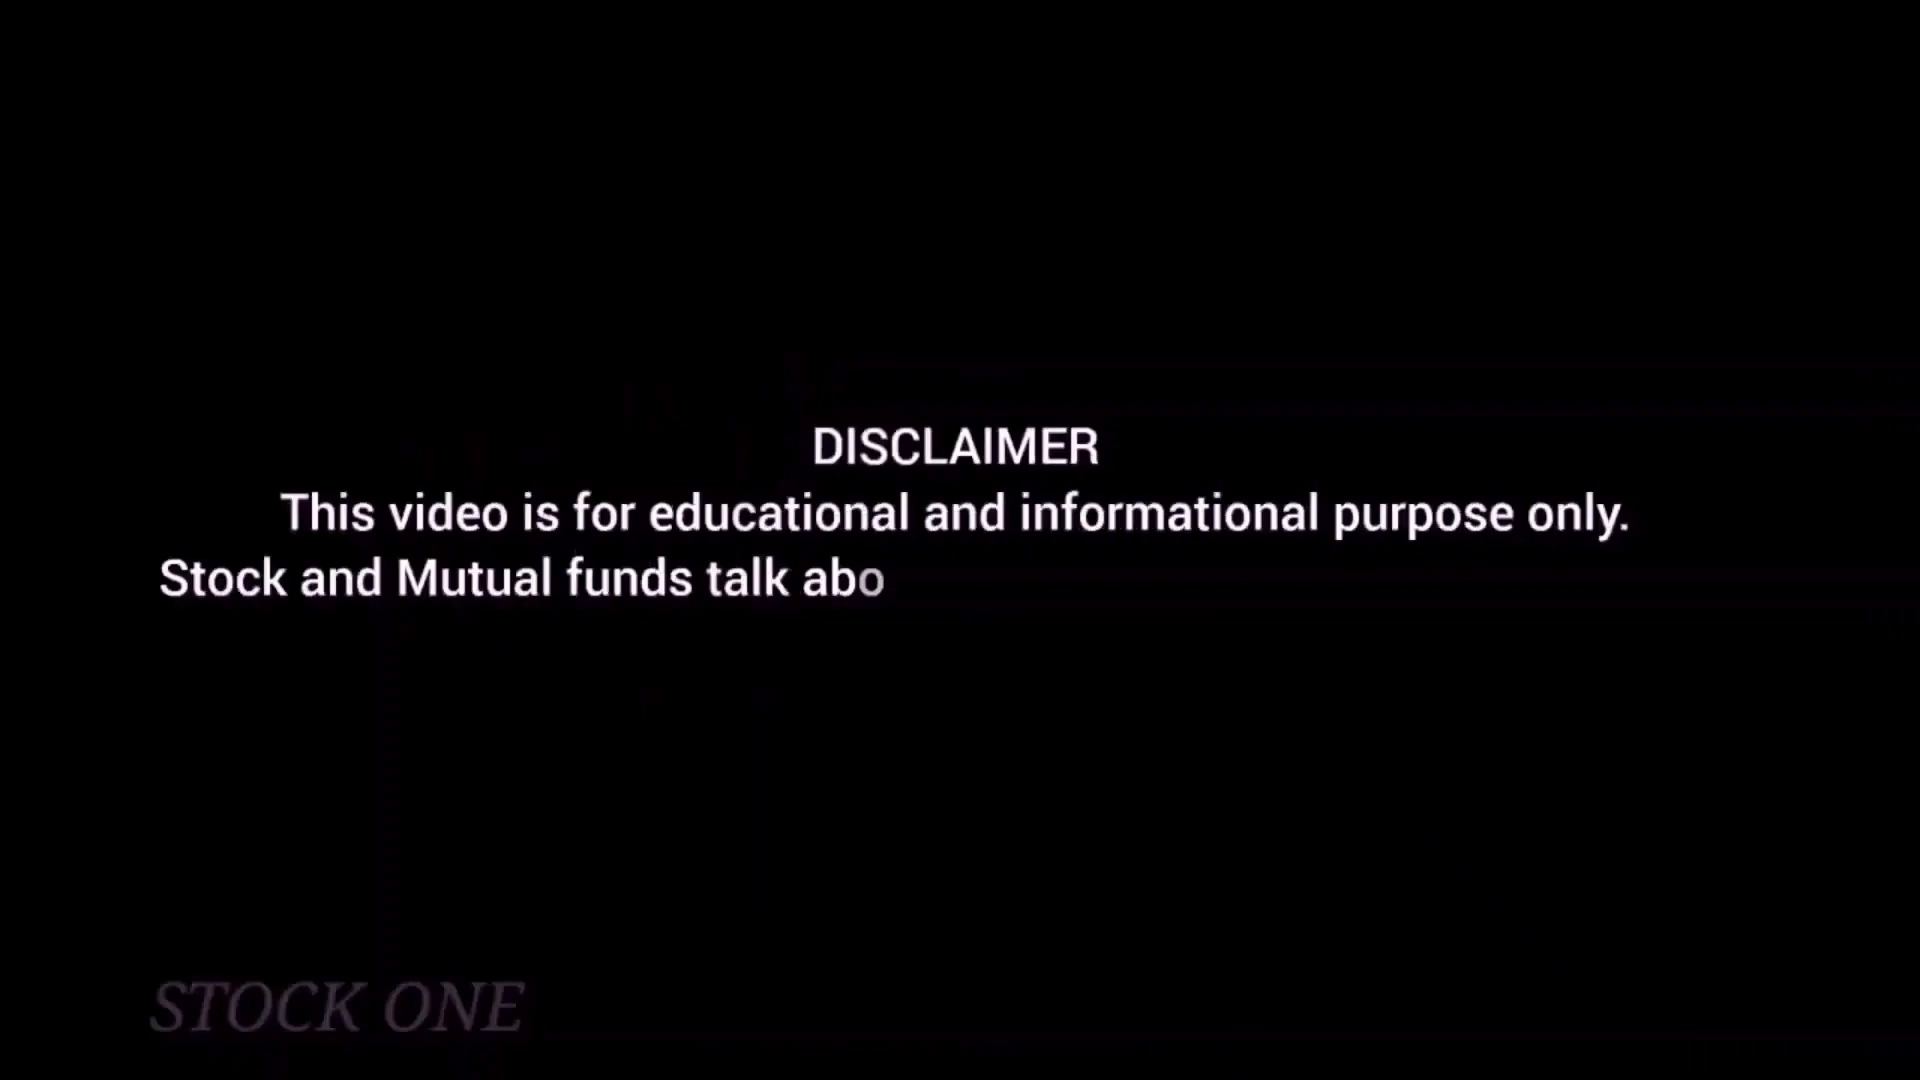 DISCLAIMER
This video is for educational and informational purpose only.
Stock and Mutual funds talk abo
STOCK ONE